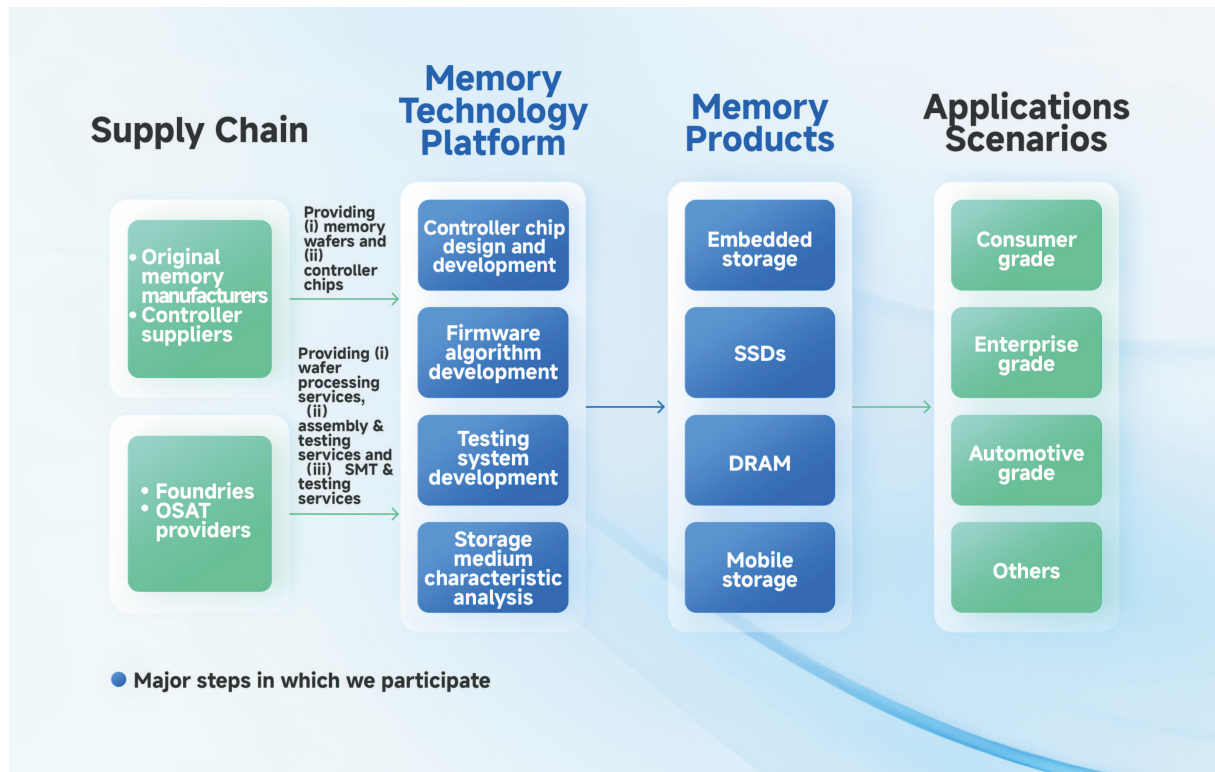 Supply Chain
Memory
Technology
Platform
Memory
Products
Applications
Scenarios
• Original
memory
manufacturers
• Controller
suppliers
Providing
(i) memory
wafers and
(ii)
controller
chips
• Foundries
• OSAT
providers
Providing (i)
wafer
processing
services,
(ii)
assembly &
testing
services and
(iii) SMT &
testing
services
Controller chip
design and
development
Firmware
algorithm
development
Testing
system
development
Storage
medium
characteristic
analysis
Embedded
storage
SSDs
DRAM
Mobile
storage
Consumer
grade
Enterprise
grade
Automotive
grade
Others
Major steps in which we participate